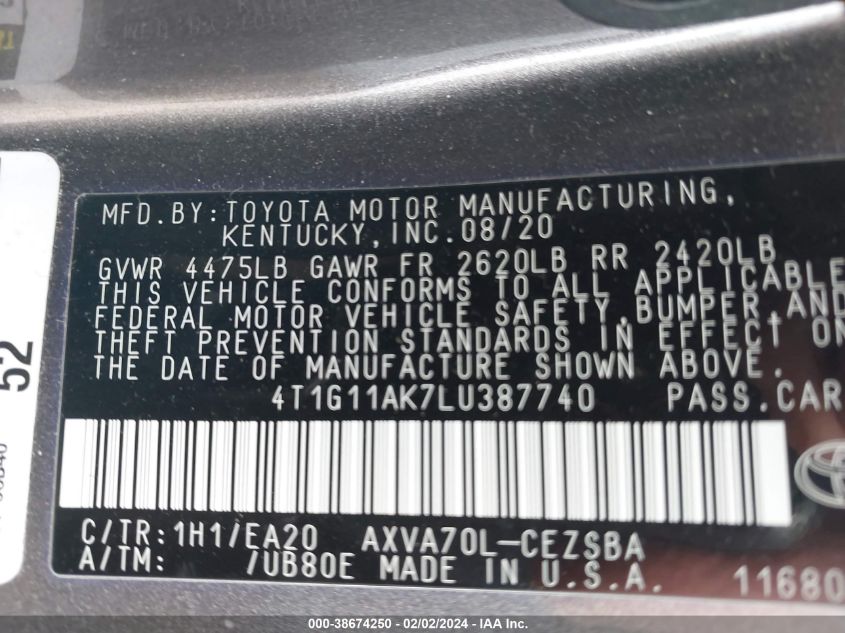 MFD.BY:TOYOTA MOTOR MANUFACTURING,
KENTUCKY,INC.08/20
GVWR 4475LB GAWR FR 2620LB RR 2420LB
THIS VEHICLE CONFORMS TO ALL APPLICABLE
FEDERAL MOTOR VEHICLE SAFETY,BUMPER,AND
THEFT PREVENTION STANDARDS IN EFFECT ON
THE DATE OF MANUFACTURE SHOWN ABOVE.
4T1G11AK7LU387740 PASS.CAR
C/TR:1H1/EA20 AXVA70L-CEZSBA
A/TM: /UB80E MADE IN U.S.A. 11680
52
000-38674250 - 02/02/2024 - IAA Inc.